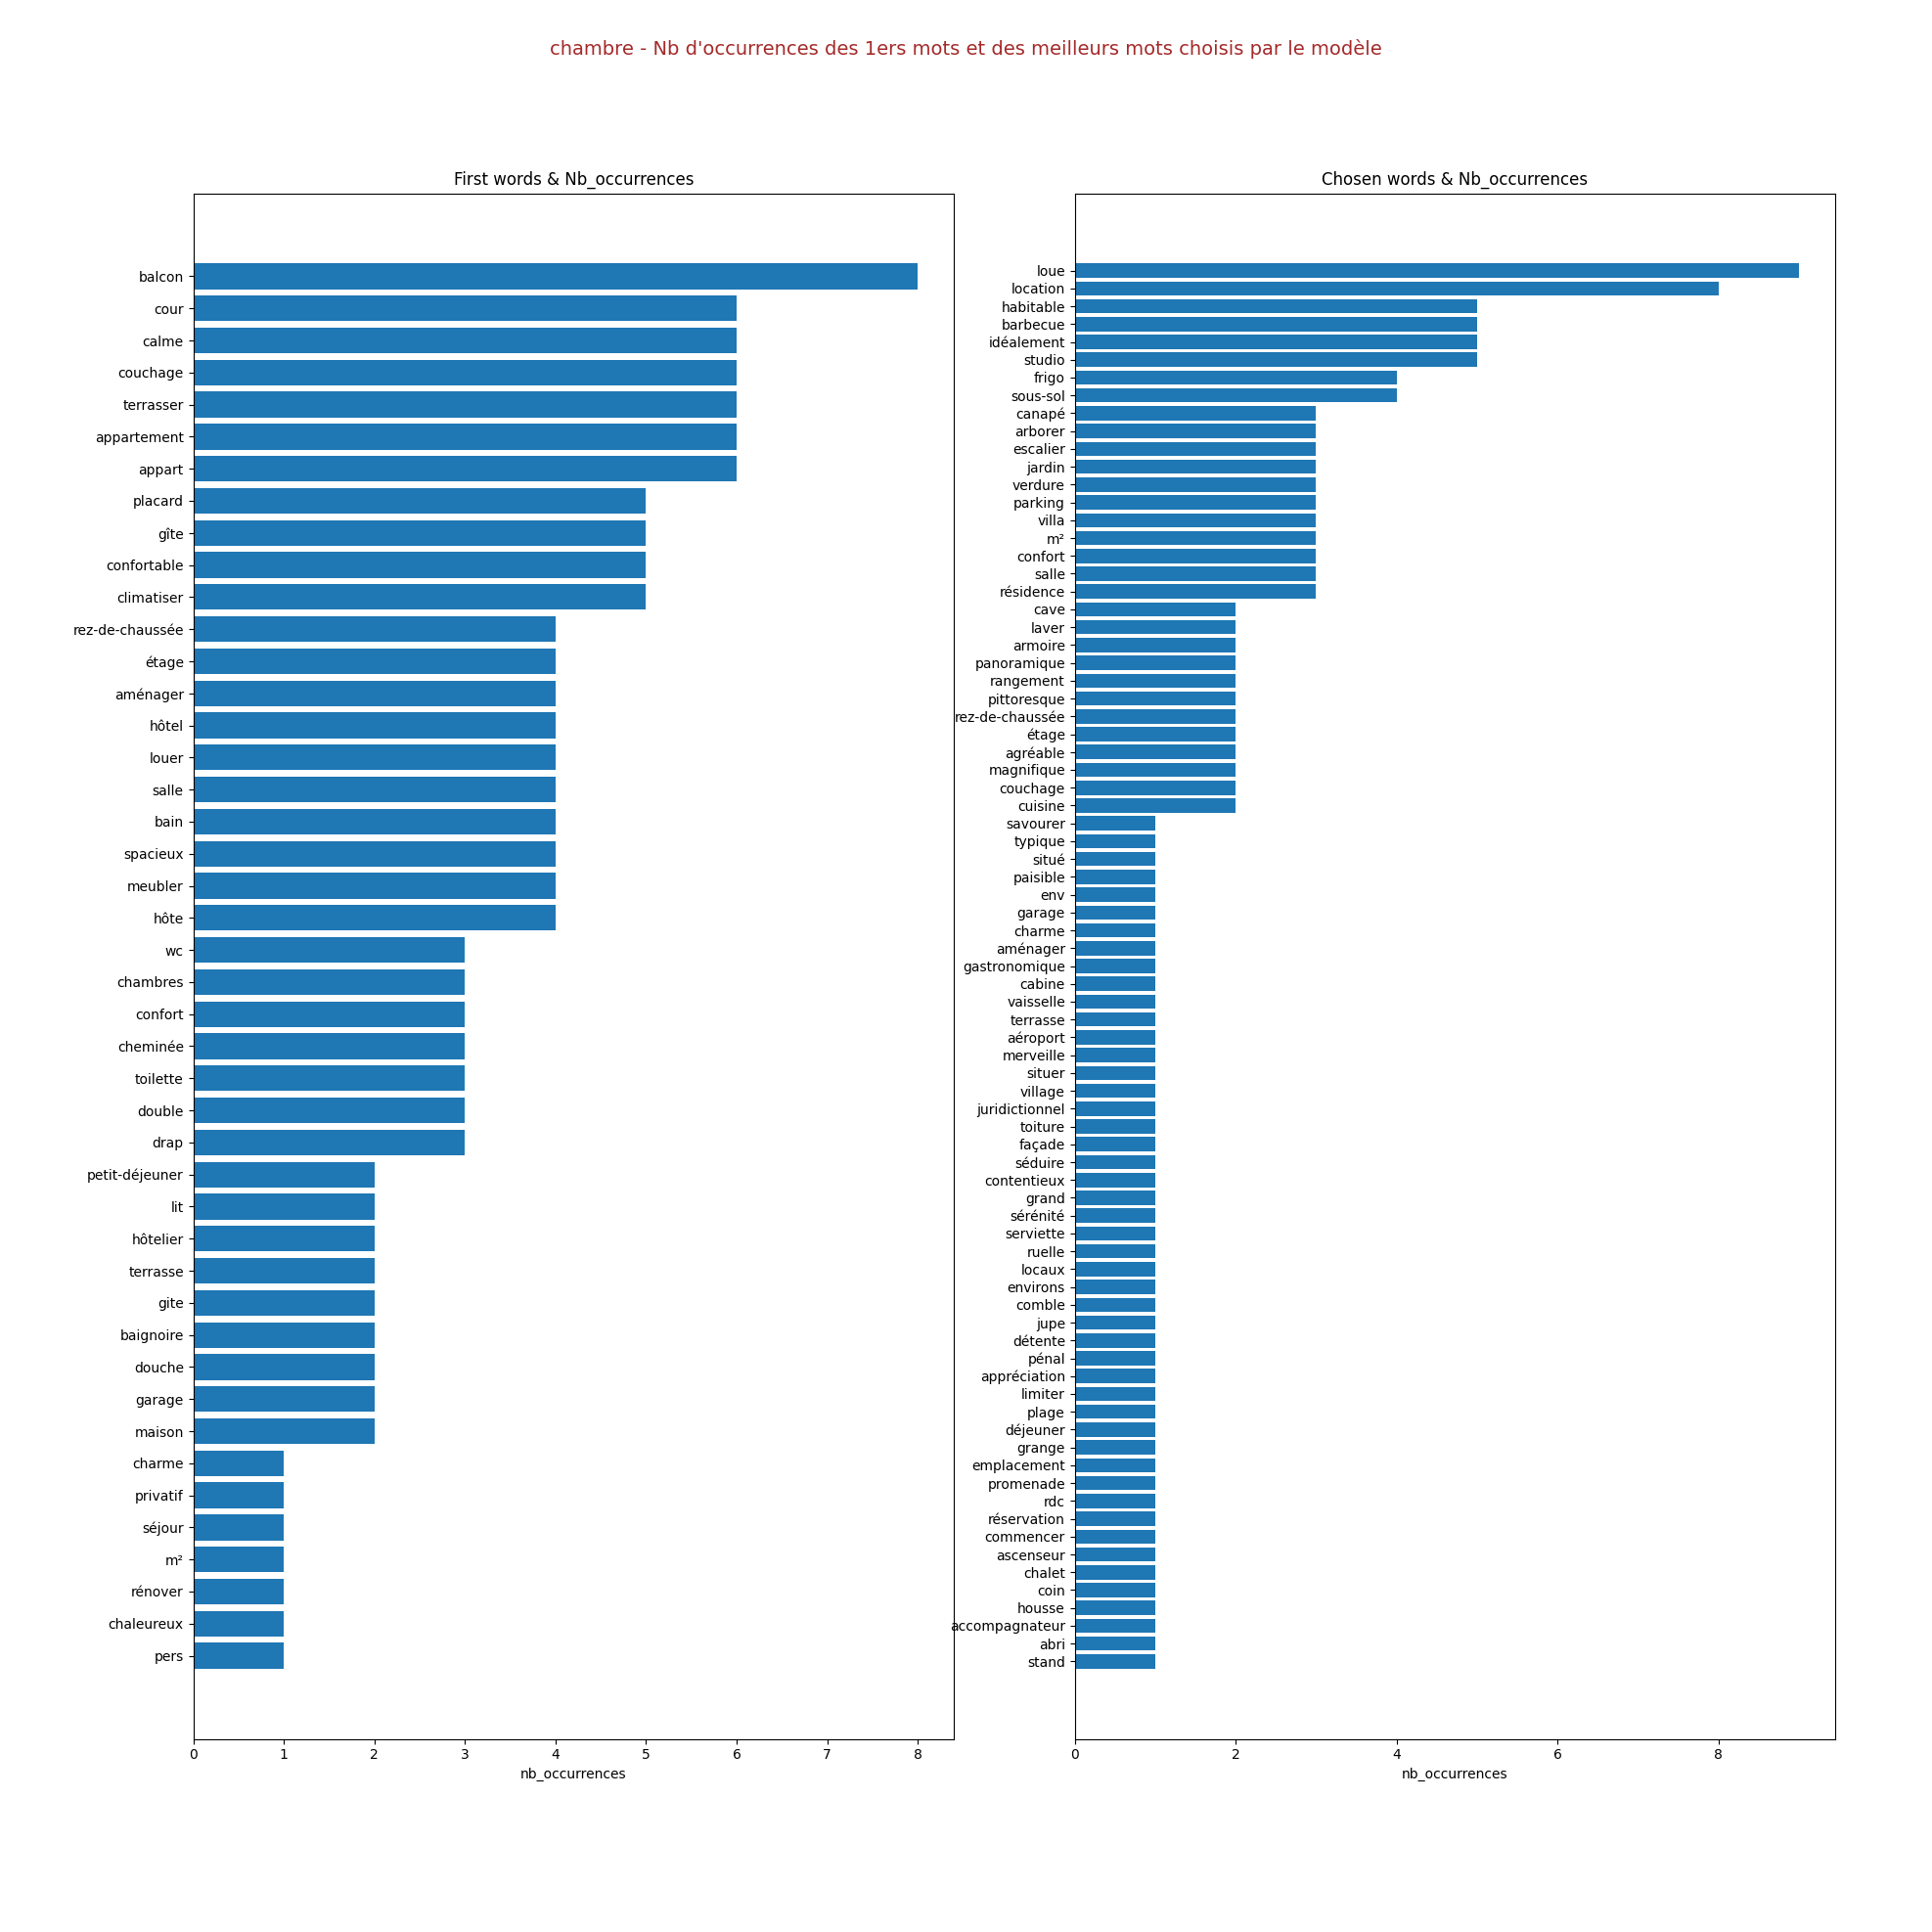 chambre - Nb d'occurrences des 1ers mots et des meilleurs mots choisis par le modèle
First words & Nb_occurrences
balcon
cour
calme
couchage
terrasser
appartement
appart
placard
gîte
confortable
climatiser
rez-de-chaussée
étage
aménager
hôtel
louer
salle
bain
spacieux
meubler
hôte
wc
chambres
confort
cheminée
toilette
double
drap
petit-déjeuner
lit
hôtelier
terrasse
gite
baignoire
douche
garage
maison
charme
privatif
séjour
m²
rénover
chaleureux
pers
0 1 2 3 4 5 6 7 8
nb_occurrences
Chosen words & Nb_occurrences
loue
location
habitable
barbecue
idéalement
studio
frigo
sous-sol
canapé
arborer
escalier
jardin
verdure
parking
villa
m²
confort
salle
résidence
cave
laver
armoire
panoramique
rangement
pittoresque
rez-de-chaussée
étage
agréable
magnifique
couchage
cuisine
savourer
typique
situé
paisible
env
garage
charme
aménager
gastronomique
cabine
vaisselle
terrasse
aéroport
merveille
situer
village
juridictionnel
toiture
façade
séduire
contentieux
grand
sérénité
serviette
ruelle
locaux
environs
comble
jupe
détente
pénal
appréciation
limiter
plage
déjeuner
grange
emplacement
promenade
rdc
réservation
commencer
ascenseur
chalet
coin
housse
accompagnateur
abri
stand
0 2 4 6 8
nb_occurrences